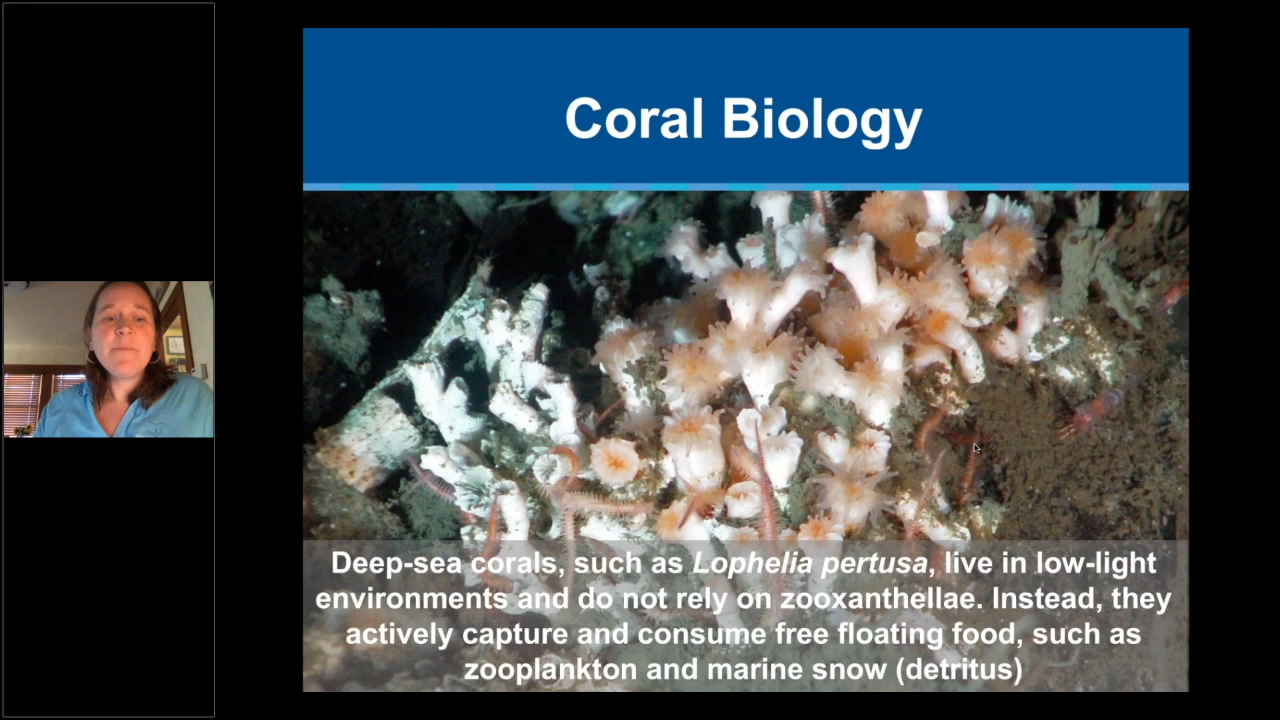 Coral Biology
Deep-sea corals, such as Lophelia pertusa, live in low-light
environments and do not rely on zooxanthellae. Instead, they
actively capture and consume free floating food, such as
zooplankton and marine snow (detritus)